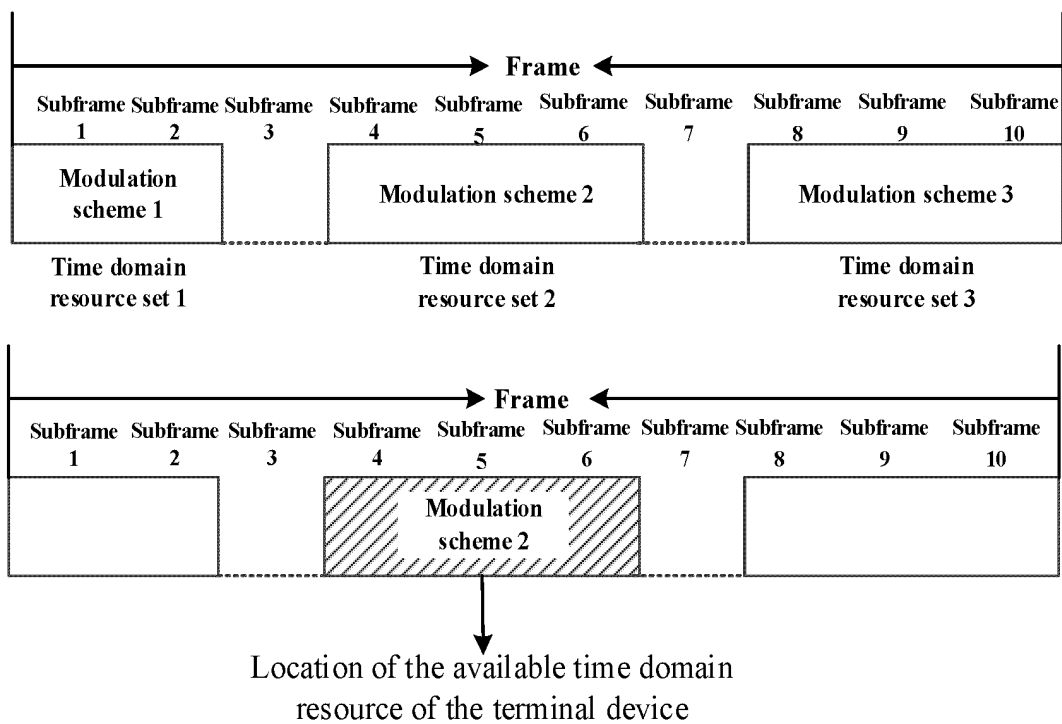 Frame
Subframe Subframe Subframe Subframe Subframe Subframe Subframe Subframe Subframe Subframe
1 2 3 4 5 6 7 8 9 10
Modulation
scheme 1
Modulation scheme 2
Modulation scheme 3
Time domain
resource set 1
Time domain
resource set 2
Time domain
resource set 3
Frame
Subframe Subframe Subframe Subframe Subframe Subframe Subframe Subframe Subframe Subframe
1 2 3 4 5 6 7 8 9 10
Modulation
scheme 2
Location of the available time domain
resource of the terminal device